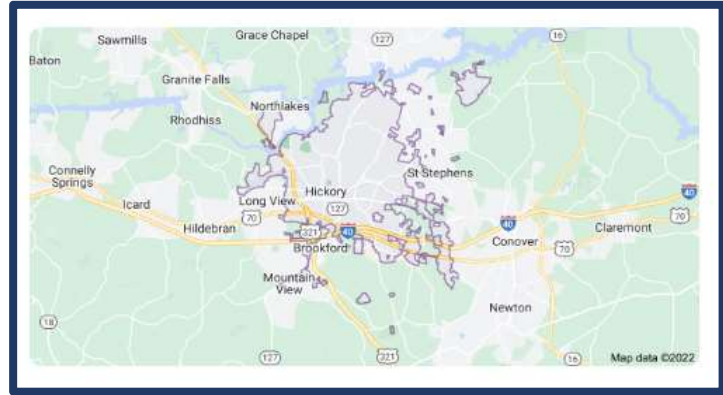 Grace Chapel
127
16
Sawmills
Baton
Granite Falls
Northlakes
Rhodhiss
Connelly
Springs
St Stephens
Icard
Long View
Hickory
127
40
70
70
Hildebran
321
40
40
Brookford
Conover
70
Claremont
Mountain
View
Newton
18
127
321
16
Map data ©2022